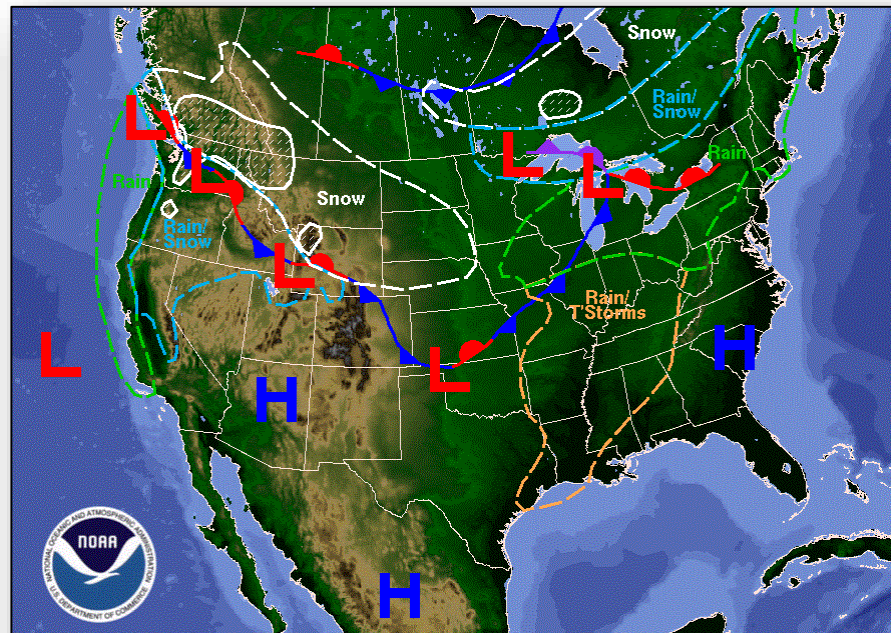 Snow
L
Rain/
Snow
L
L
Rain
L
L
Rain
Snow
Rain/
Snow
L
Rain/
T'Storms
H
L
L
H
H
NATIONAL OCEANIC AND ATMOSPHERIC ADMINISTRATION
NOAA
U.S. DEPARTMENT OF COMMERCE